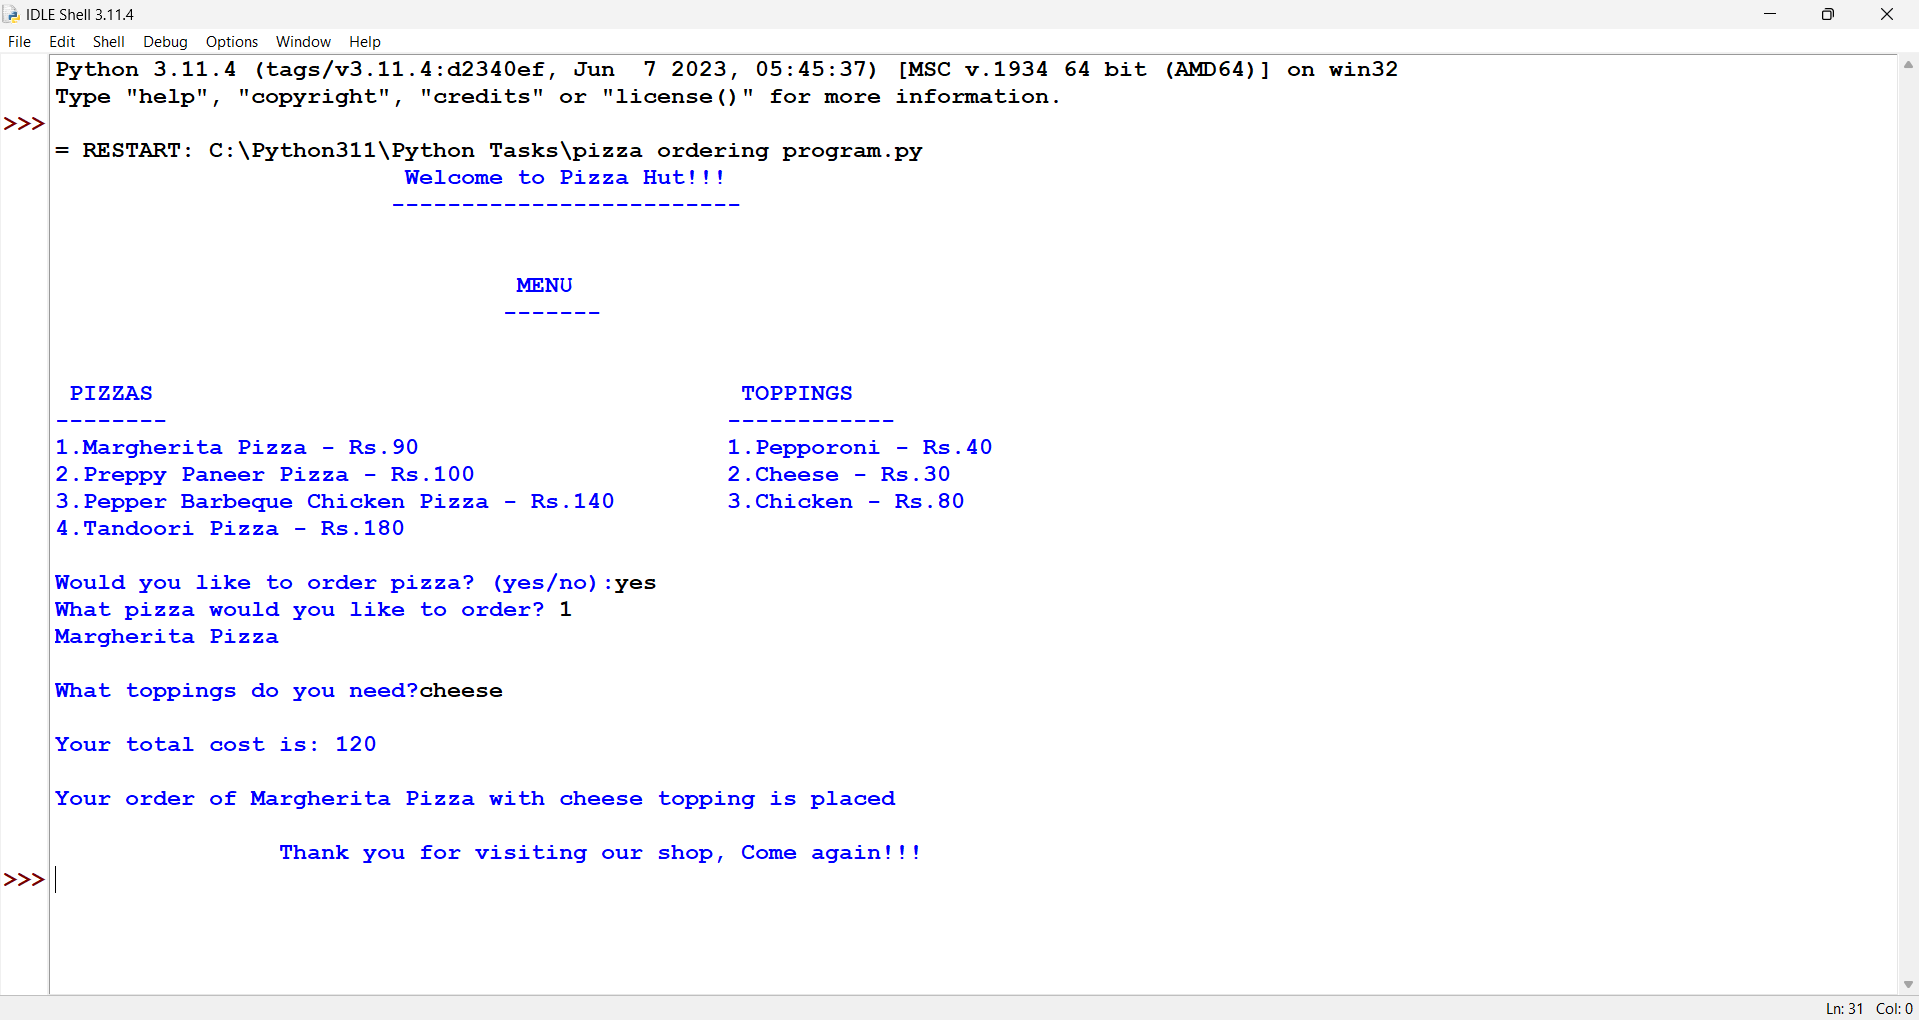 IDLE Shell 3.11.4
File Edit Shell Debug Options Window Help
Python 3.11.4 (tags/v3.11.4:d2340ef, Jun  7 2023, 05:45:37) [MSC v.1934 64 bit (AMD64)] on win32
Type "help", "copyright", "credits" or "license()" for more information.
>>>
= RESTART: C:\Python311\Python Tasks\pizza ordering program.py
Welcome to Pizza Hut!!!
-------------------------
MENU
-------
PIZZAS TOPPINGS
-------- ------------
1.Margherita Pizza - Rs.90 1.Pepporoni - Rs.40
2.Preppy Paneer Pizza - Rs.100 2.Cheese - Rs.30
3.Pepper Barbeque Chicken Pizza - Rs.140 3.Chicken - Rs.80
4.Tandoori Pizza - Rs.180
Would you like to order pizza? (yes/no):yes
What pizza would you like to order? 1
Margherita Pizza
What toppings do you need?cheese
Your total cost is: 120
Your order of Margherita Pizza with cheese topping is placed
Thank you for visiting our shop, Come again!!!
>>>
Ln: 31 Col: 0